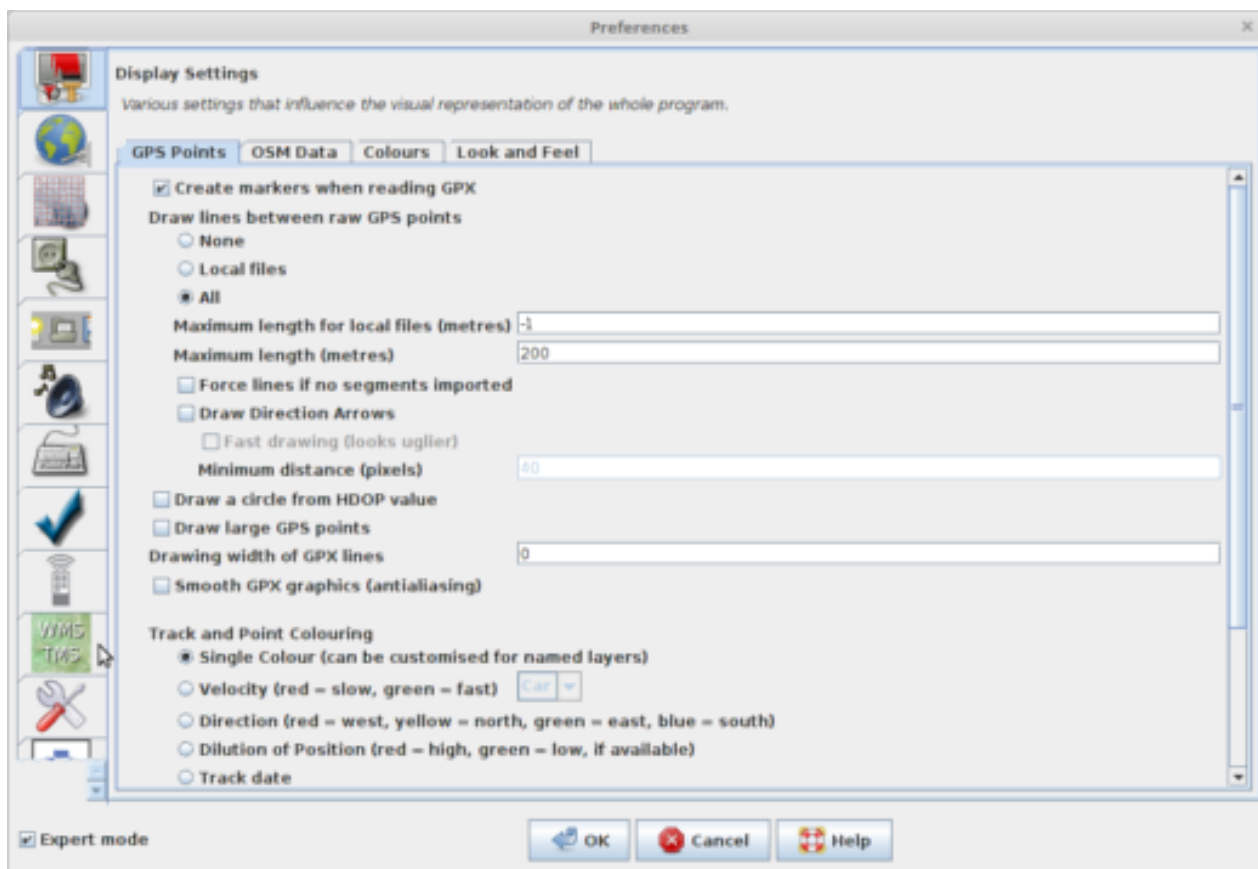 Preferences
Display Settings
Various settings that influence the visual representation of the whole program.
GPS Points OSM Data Colours Look and Feel
Create markers when reading GPX
Draw lines between raw GPS points
None
Local files
All
Maximum length for local files (metres) -1
Maximum length (metres) 200
Force lines if no segments imported
Draw Direction Arrows
Fast drawing (looks uglier)
Minimum distance (pixels) 40
Draw a circle from HDOP value
Draw large GPS points
Drawing width of GPX lines 0
Smooth GPX graphics (antialiasing)
WMS
TMS
Track and Point Colouring
Single Colour (can be customised for named layers)
Velocity (red = slow, green = fast) Car
Direction (red = west, yellow = north, green = east, blue = south)
Dilution of Position (red = high, green = low, if available)
Track date
Expert mode OK Cancel Help